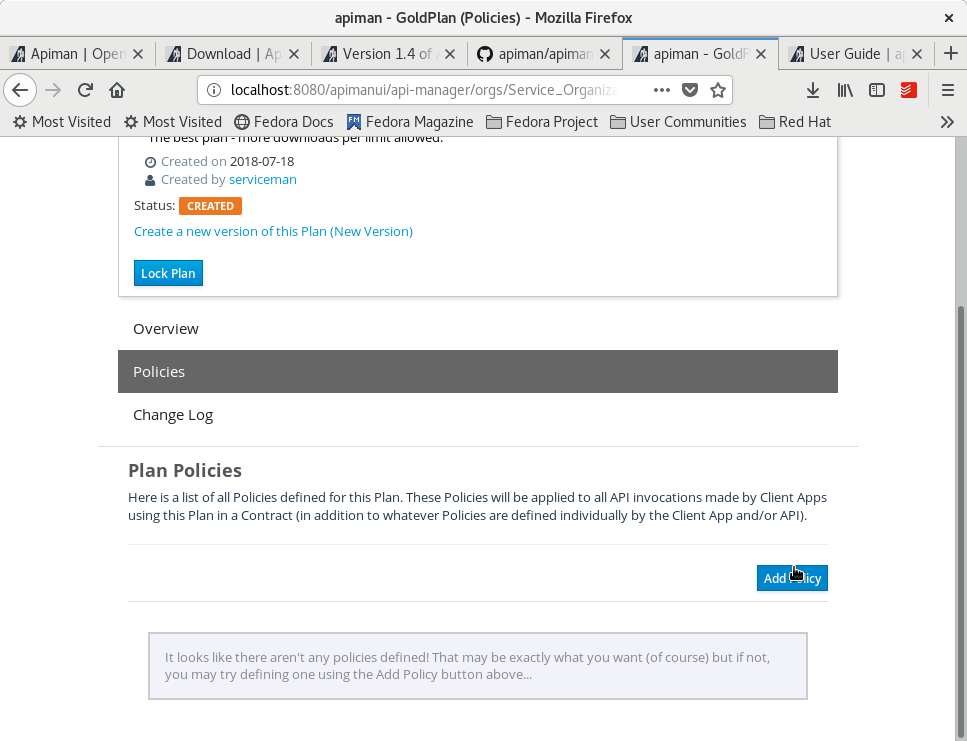 apiman - GoldPlan (Policies) - Mozilla Firefox
Apiman | Open
Download | Ap
Version 1.4 of
apiman/apiman
apiman - GoldP
User Guide | a
localhost:8080/apimanui/api-manager/orgs/Service_Organiza
Most Visited
Most Visited
Fedora Docs
FM Fedora Magazine
Fedora Project
User Communities
Red Hat
The best plan - more downloads per limit allowed.
Created on 2018-07-18
Created by serviceman
Status: CREATED
Create a new version of this Plan (New Version)
Lock Plan
Overview
Policies
Change Log
Plan Policies
Here is a list of all Policies defined for this Plan. These Policies will be applied to all API invocations made by Client Apps
using this Plan in a Contract (in addition to whatever Policies are defined individually by the Client App and/or API).
Add Policy
It looks like there aren't any policies defined! That may be exactly what you want (of course) but if not,
you may try defining one using the Add Policy button above...